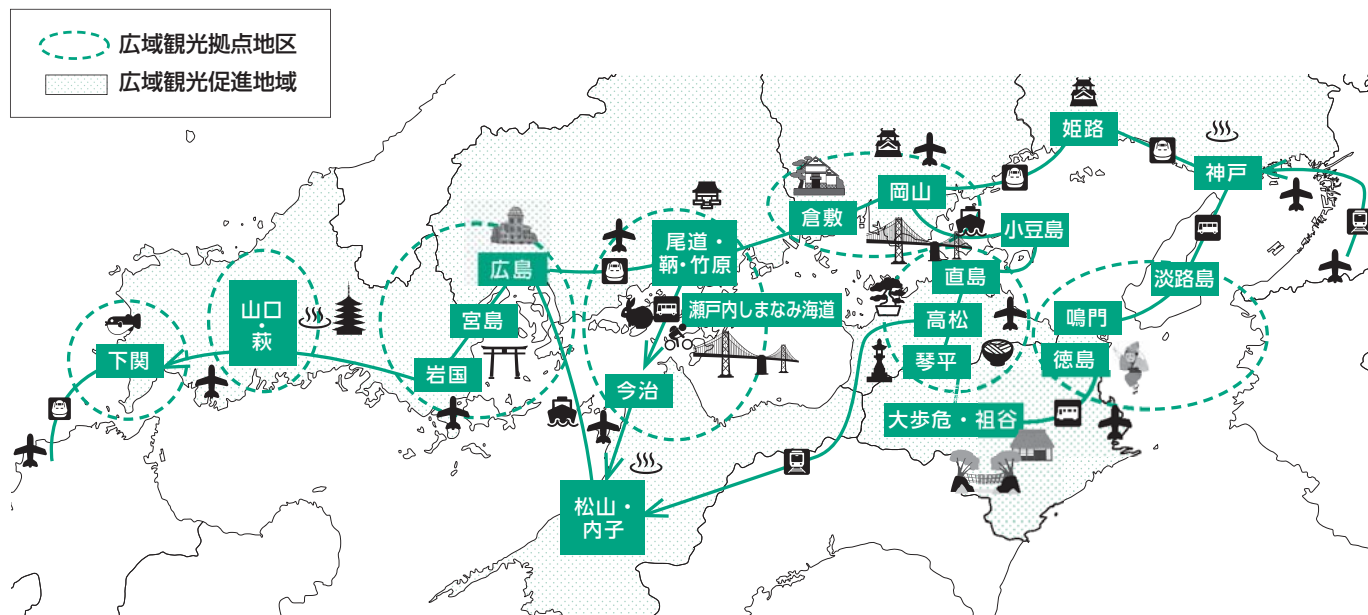 広域観光拠点地区
広域観光促進地域
姫路
神戸
岡山
倉敷
小豆島
尾道・
鞆・竹原
広島
直島
淡路島
瀬戸内しまなみ海道
山口
・
萩
宮島
高松
鳴門
下関
岩国
琴平
徳島
今治
大歩危・祖谷
松山・
内子